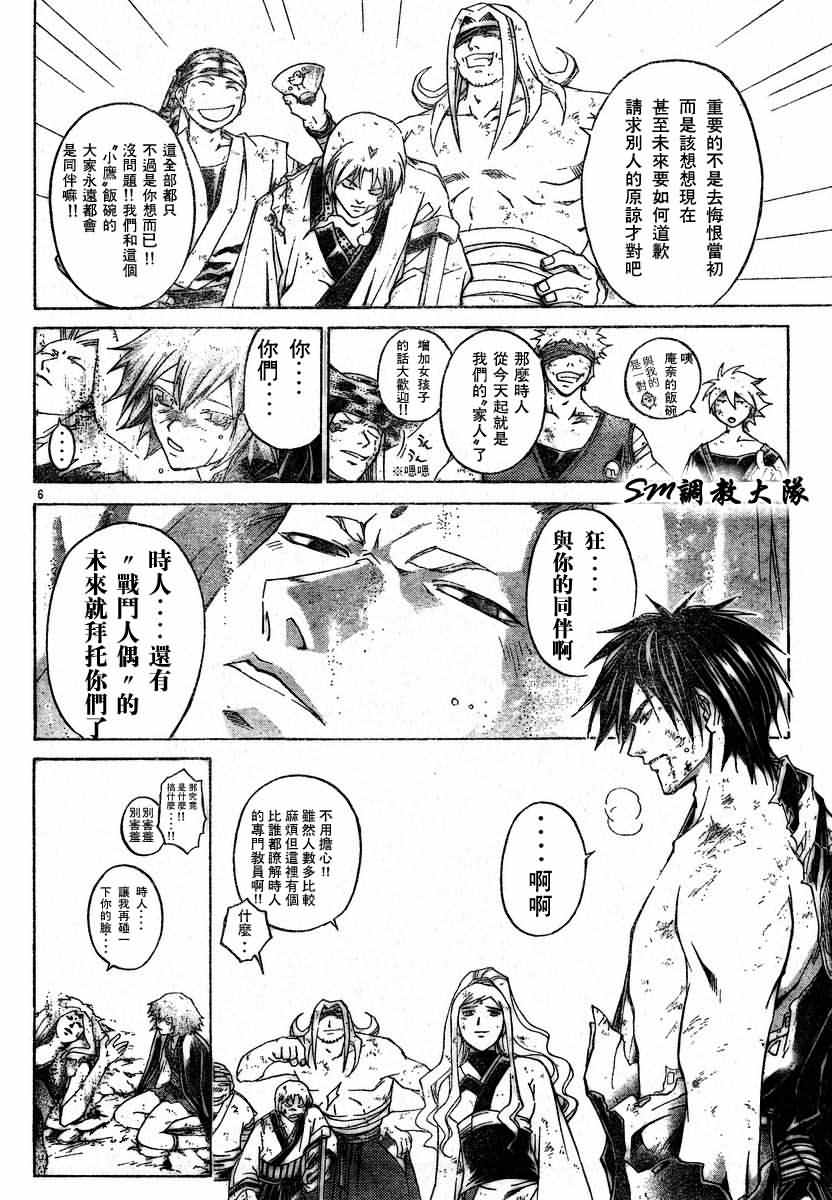 重要的不是去悔恨當初
而是該想想現在
甚至未來要如何道歉
請求別人的原諒才對吧
這全部都只
不過是你想而已!!
沒問題!!我們和這個
"小鷹"飯碗的
大家永遠都會
是同伴嘛!!
咦
庵奈的飯碗
與我的
是一對
那麼時人
從今天起就是
我們的"家人"了
增加女孩子
的話大歡迎!!
※嗯嗯
你‥
你們‥‥
‥‥
6
SM調教大隊
狂‥‥
與你的同伴啊
時人‥‥還有
"戰鬥人偶"的
未來就拜托你們了
‥‥啊啊
不用擔心!!
雖然人數多比較
麻煩但這裡有個
比誰都瞭解時人
的專門教員啊!!
什麼‥‥
那究竟
是什麼!!
搞什麼‥‥!!
別害羞
別害羞
時人‥‥
讓我再碰一
下你的臉‥‥